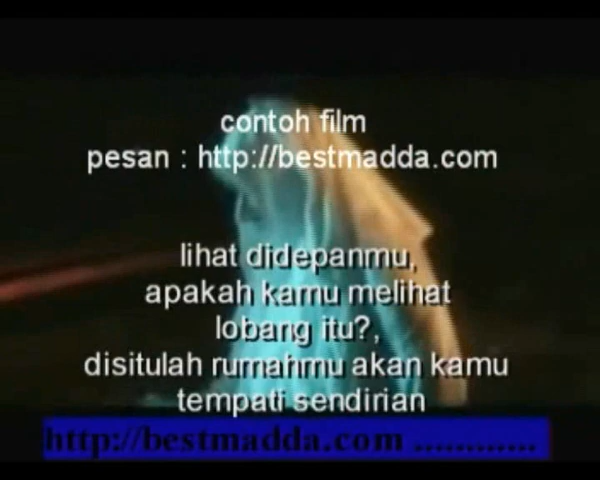 contoh film
pesan : http://bestmadda.com
lihat didepanmu,
apakah kamu melihat
lobang itu?,
disitulah rumahmu akan kamu
tempati sendirian
http://bestmadda.com .............